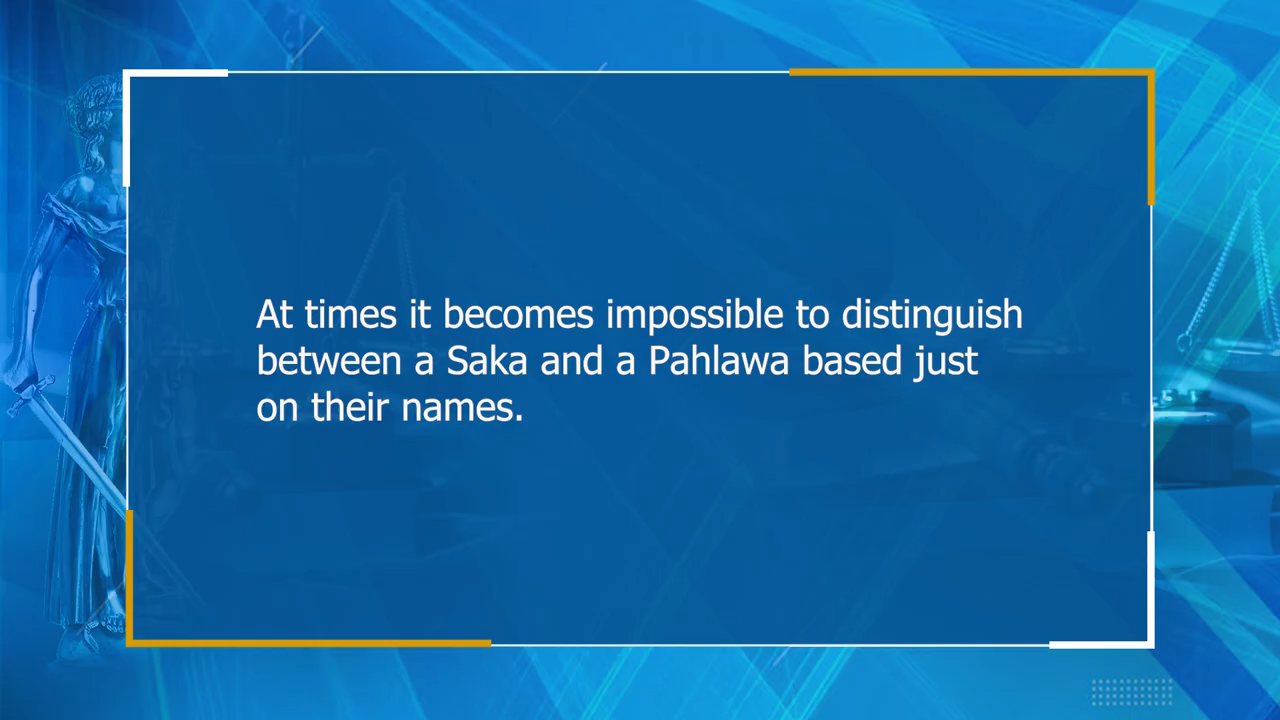 At times it becomes impossible to distinguish
between a Saka and a Pahlawa based just
on their names.